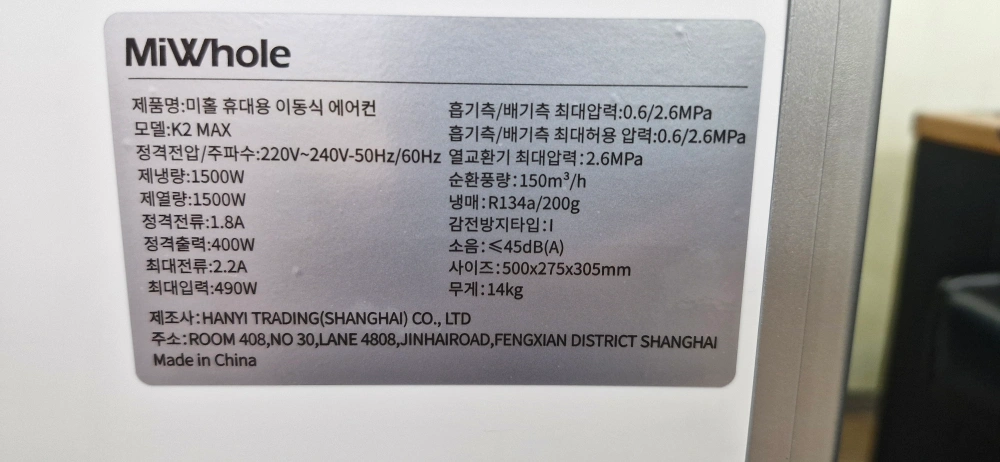 MiWhole
제품명:미홀 휴대용 이동식 에어컨
모델:K2 MAX
정격전압/주파수:220V~240V-50Hz/60Hz
제냉량:1500W
제열량:1500W
정격전류:1.8A
정격출력:400W
최대전류:2.2A
최대입력:490W
흡기측/배기측 최대압력:0.6/2.6MPa
흡기측/배기측 최대허용 압력:0.6/2.6MPa
열교환기 최대압력:2.6MPa
순환풍량:150m³/h
냉매:R134a/200g
감전방지타입:I
소음:≤45dB(A)
사이즈:500x275x305mm
무게:14kg
제조사:HANYI TRADING(SHANGHAI) CO., LTD
주소:ROOM 408,NO 30,LANE 4808,JINHAIROAD,FENGXIAN DISTRICT SHANGHAI
Made in China